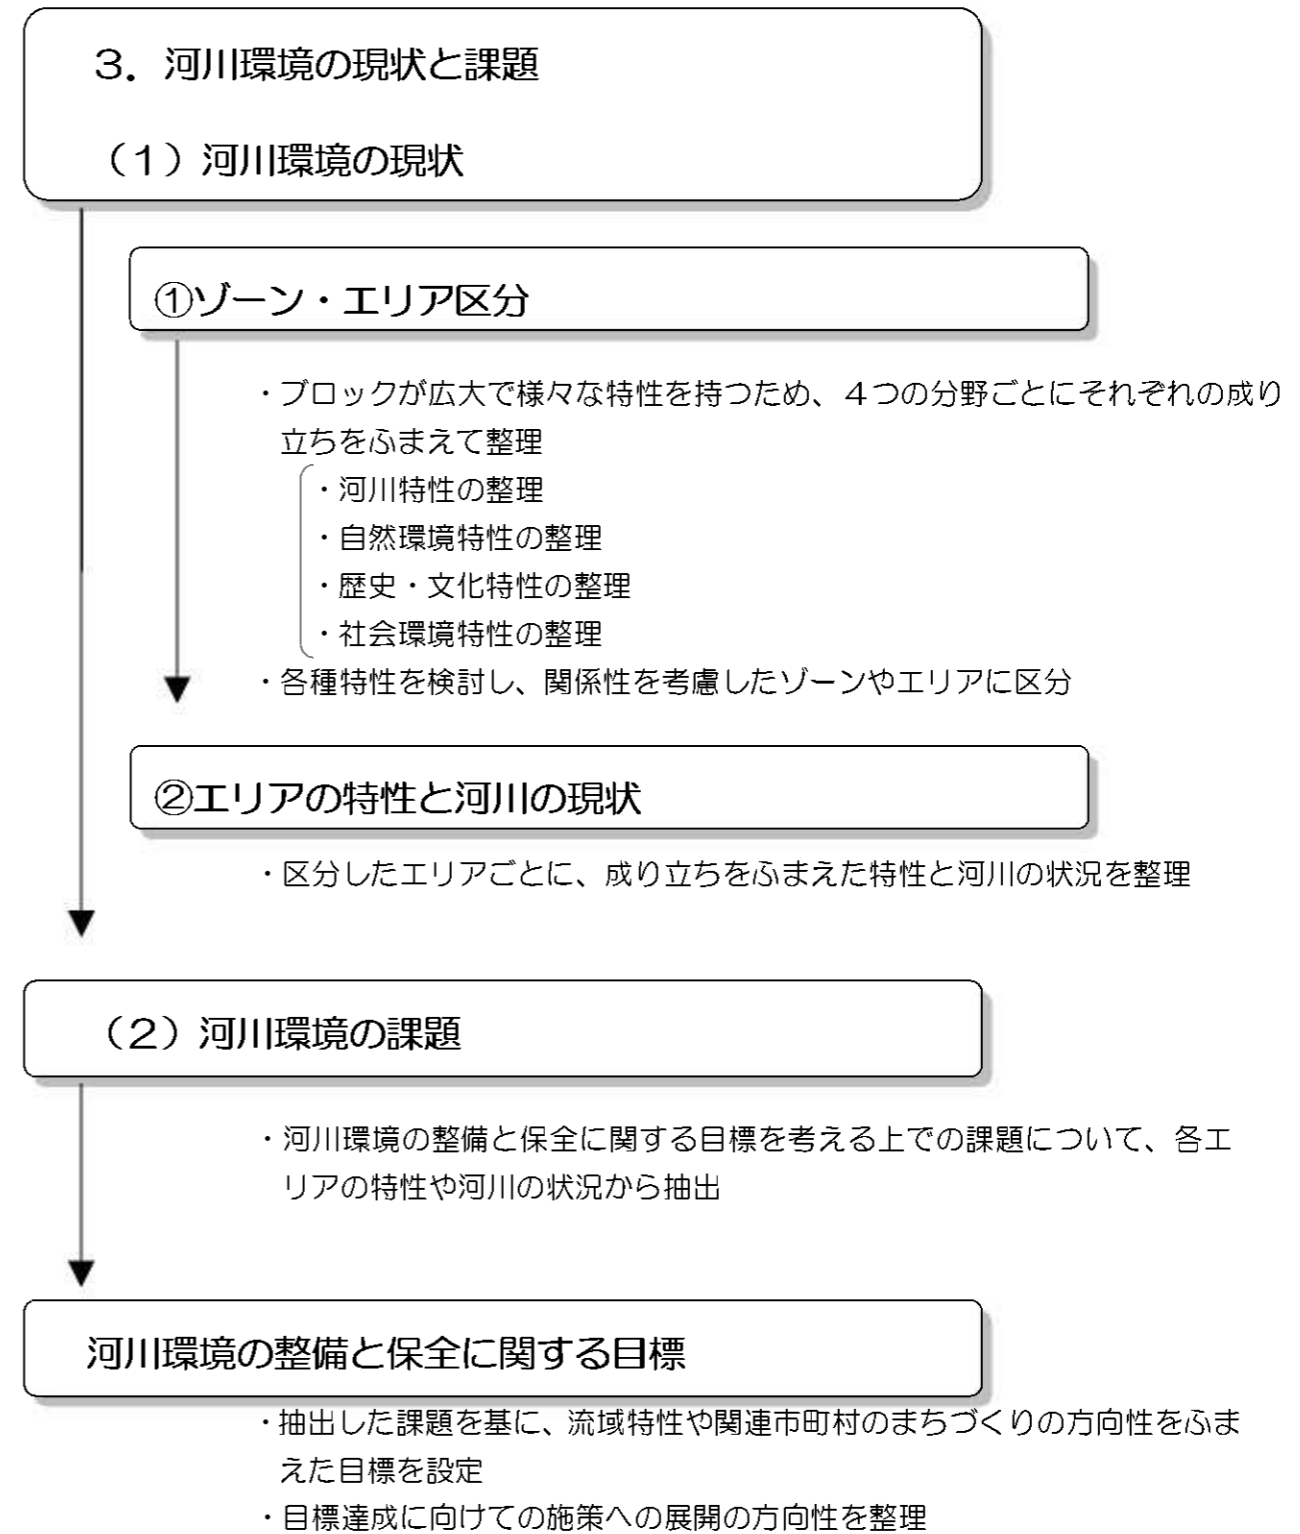 ３．河川環境の現状と課題
（１）河川環境の現状
①ゾーン・エリア区分
・ブロックが広大で様々な特性を持つため、４つの分野ごとにそれぞれの成り
立ちをふまえて整理
・河川特性の整理
・自然環境特性の整理
・歴史・文化特性の整理
・社会環境特性の整理
・各種特性を検討し、関係性を考慮したゾーンやエリアに区分
②エリアの特性と河川の現状
・区分したエリアごとに、成り立ちをふまえた特性と河川の状況を整理
（２）河川環境の課題
・河川環境の整備と保全に関する目標を考える上での課題について、各エ
リアの特性や河川の状況から抽出
河川環境の整備と保全に関する目標
・抽出した課題を基に、流域特性や関連市町村のまちづくりの方向性をふま
えた目標を設定
・目標達成に向けての施策への展開の方向性を整理